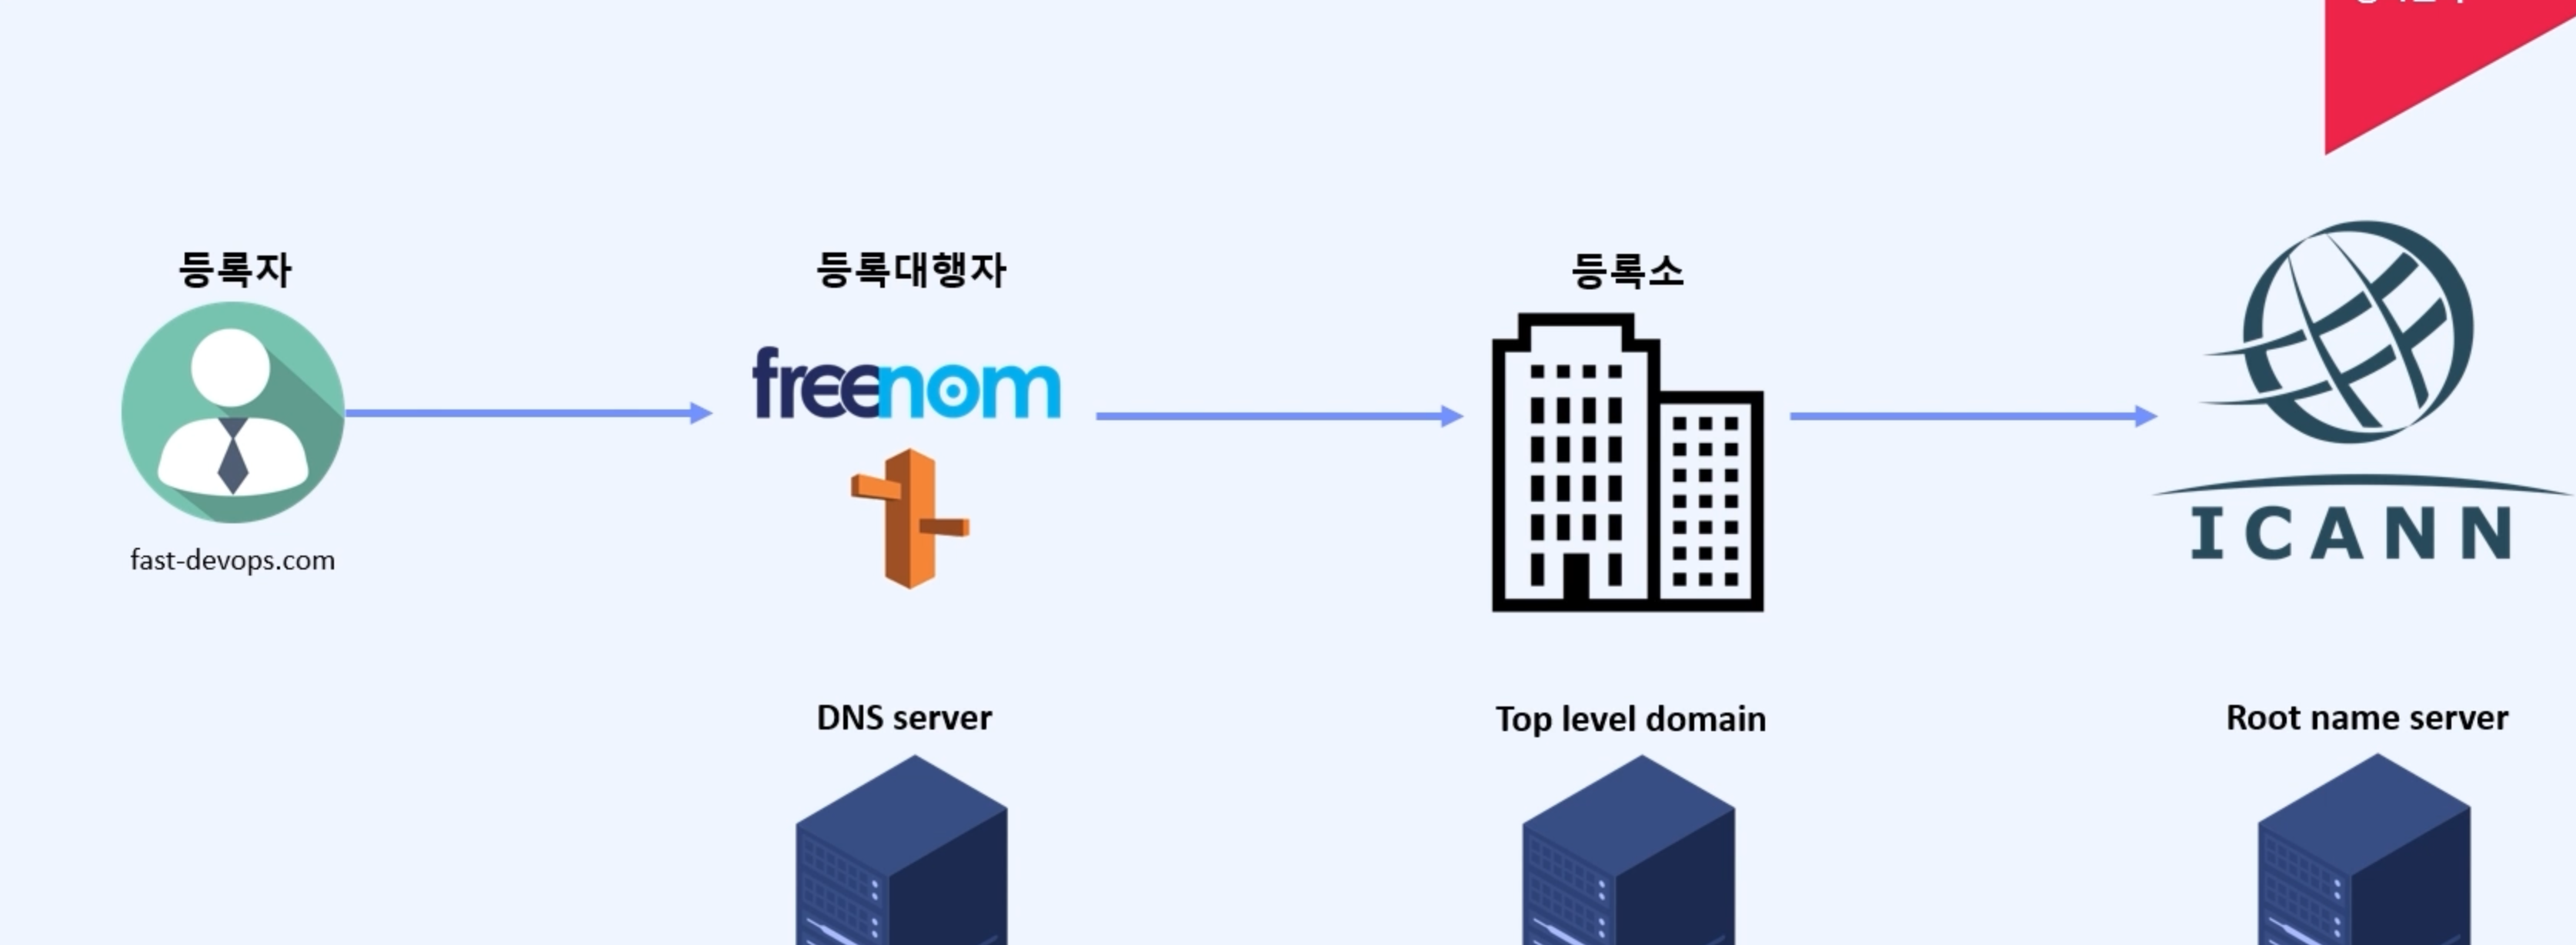 등록자
등록대행자
등록소
freenom
fast-devops.com
ICANN
DNS server
Top level domain
Root name server